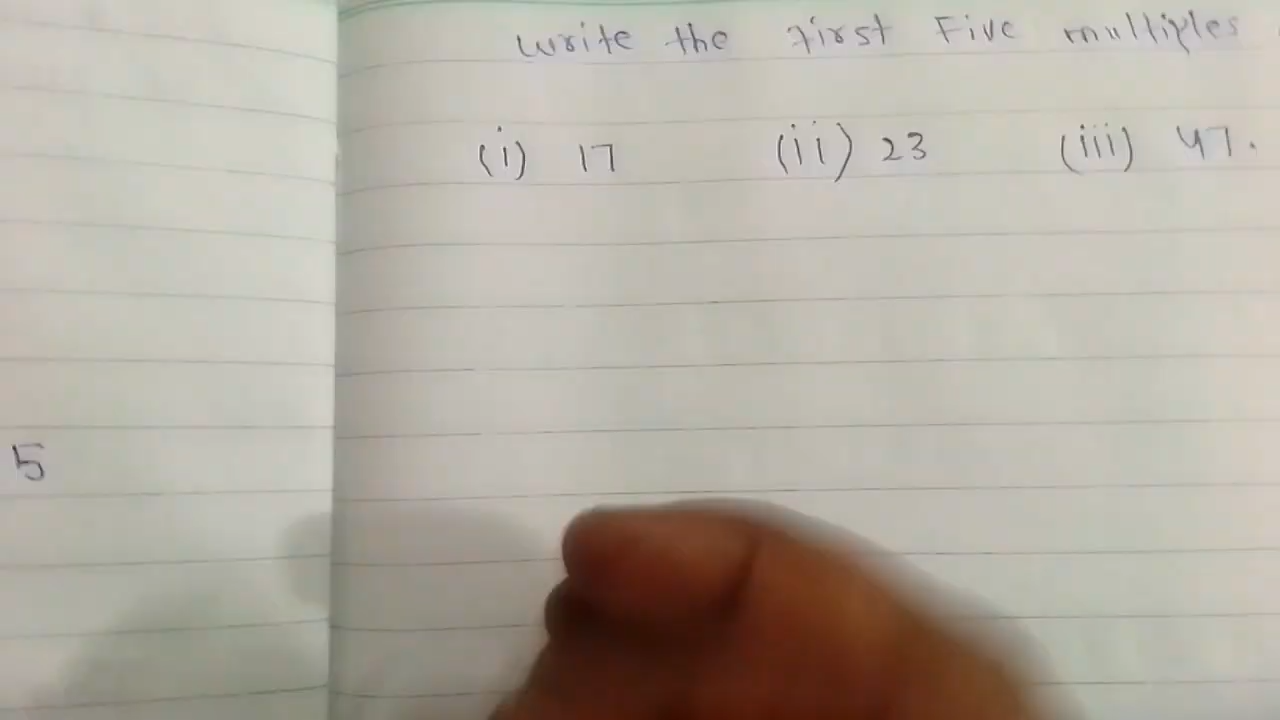 Write the first Five multiples
(i) 17 (ii) 23 (iii) 47.
5